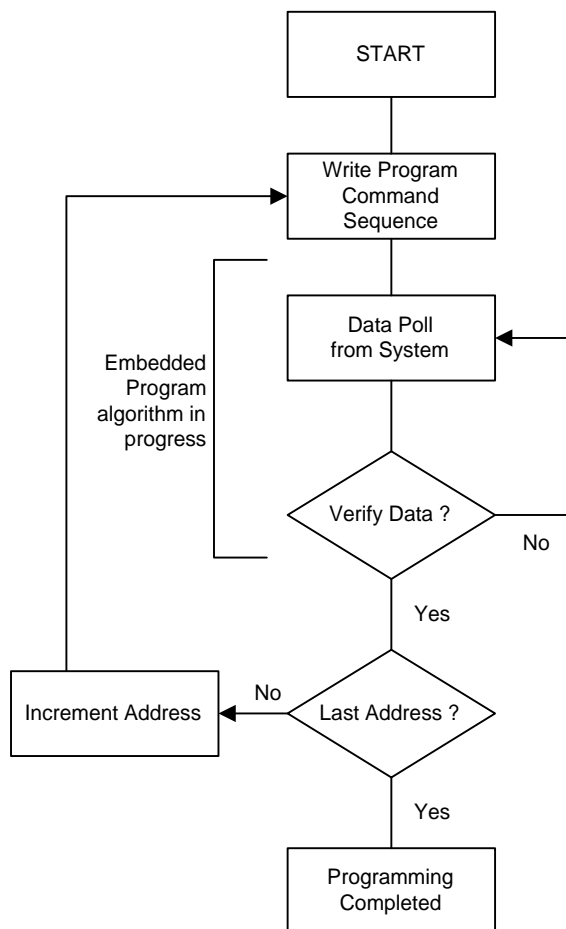 START
Write Program
Command
Sequence
Data Poll
from System
Embedded
Program
algorithm in
progress
Verify Data ?
No
Yes
Increment Address
No
Last Address ?
Yes
Programming
Completed